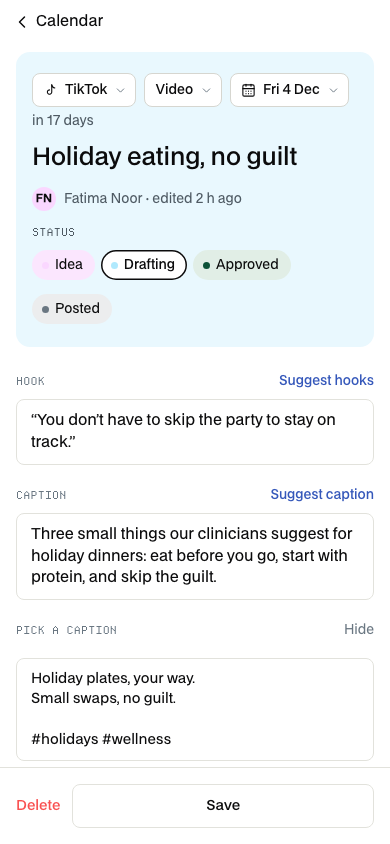 Calendar
TikTok
Video
Fri 4 Dec
in 17 days
Holiday eating, no guilt
FN
Fatima Noor · edited 2 h ago
STATUS
Idea
Drafting
Approved
Posted
HOOK
Suggest hooks
“You don’t have to skip the party to stay on
track.”
CAPTION
Suggest caption
Three small things our clinicians suggest for
holiday dinners: eat before you go, start with
protein, and skip the guilt.
PICK A CAPTION
Hide
Holiday plates, your way.
Small swaps, no guilt.
#holidays #wellness
Delete
Save